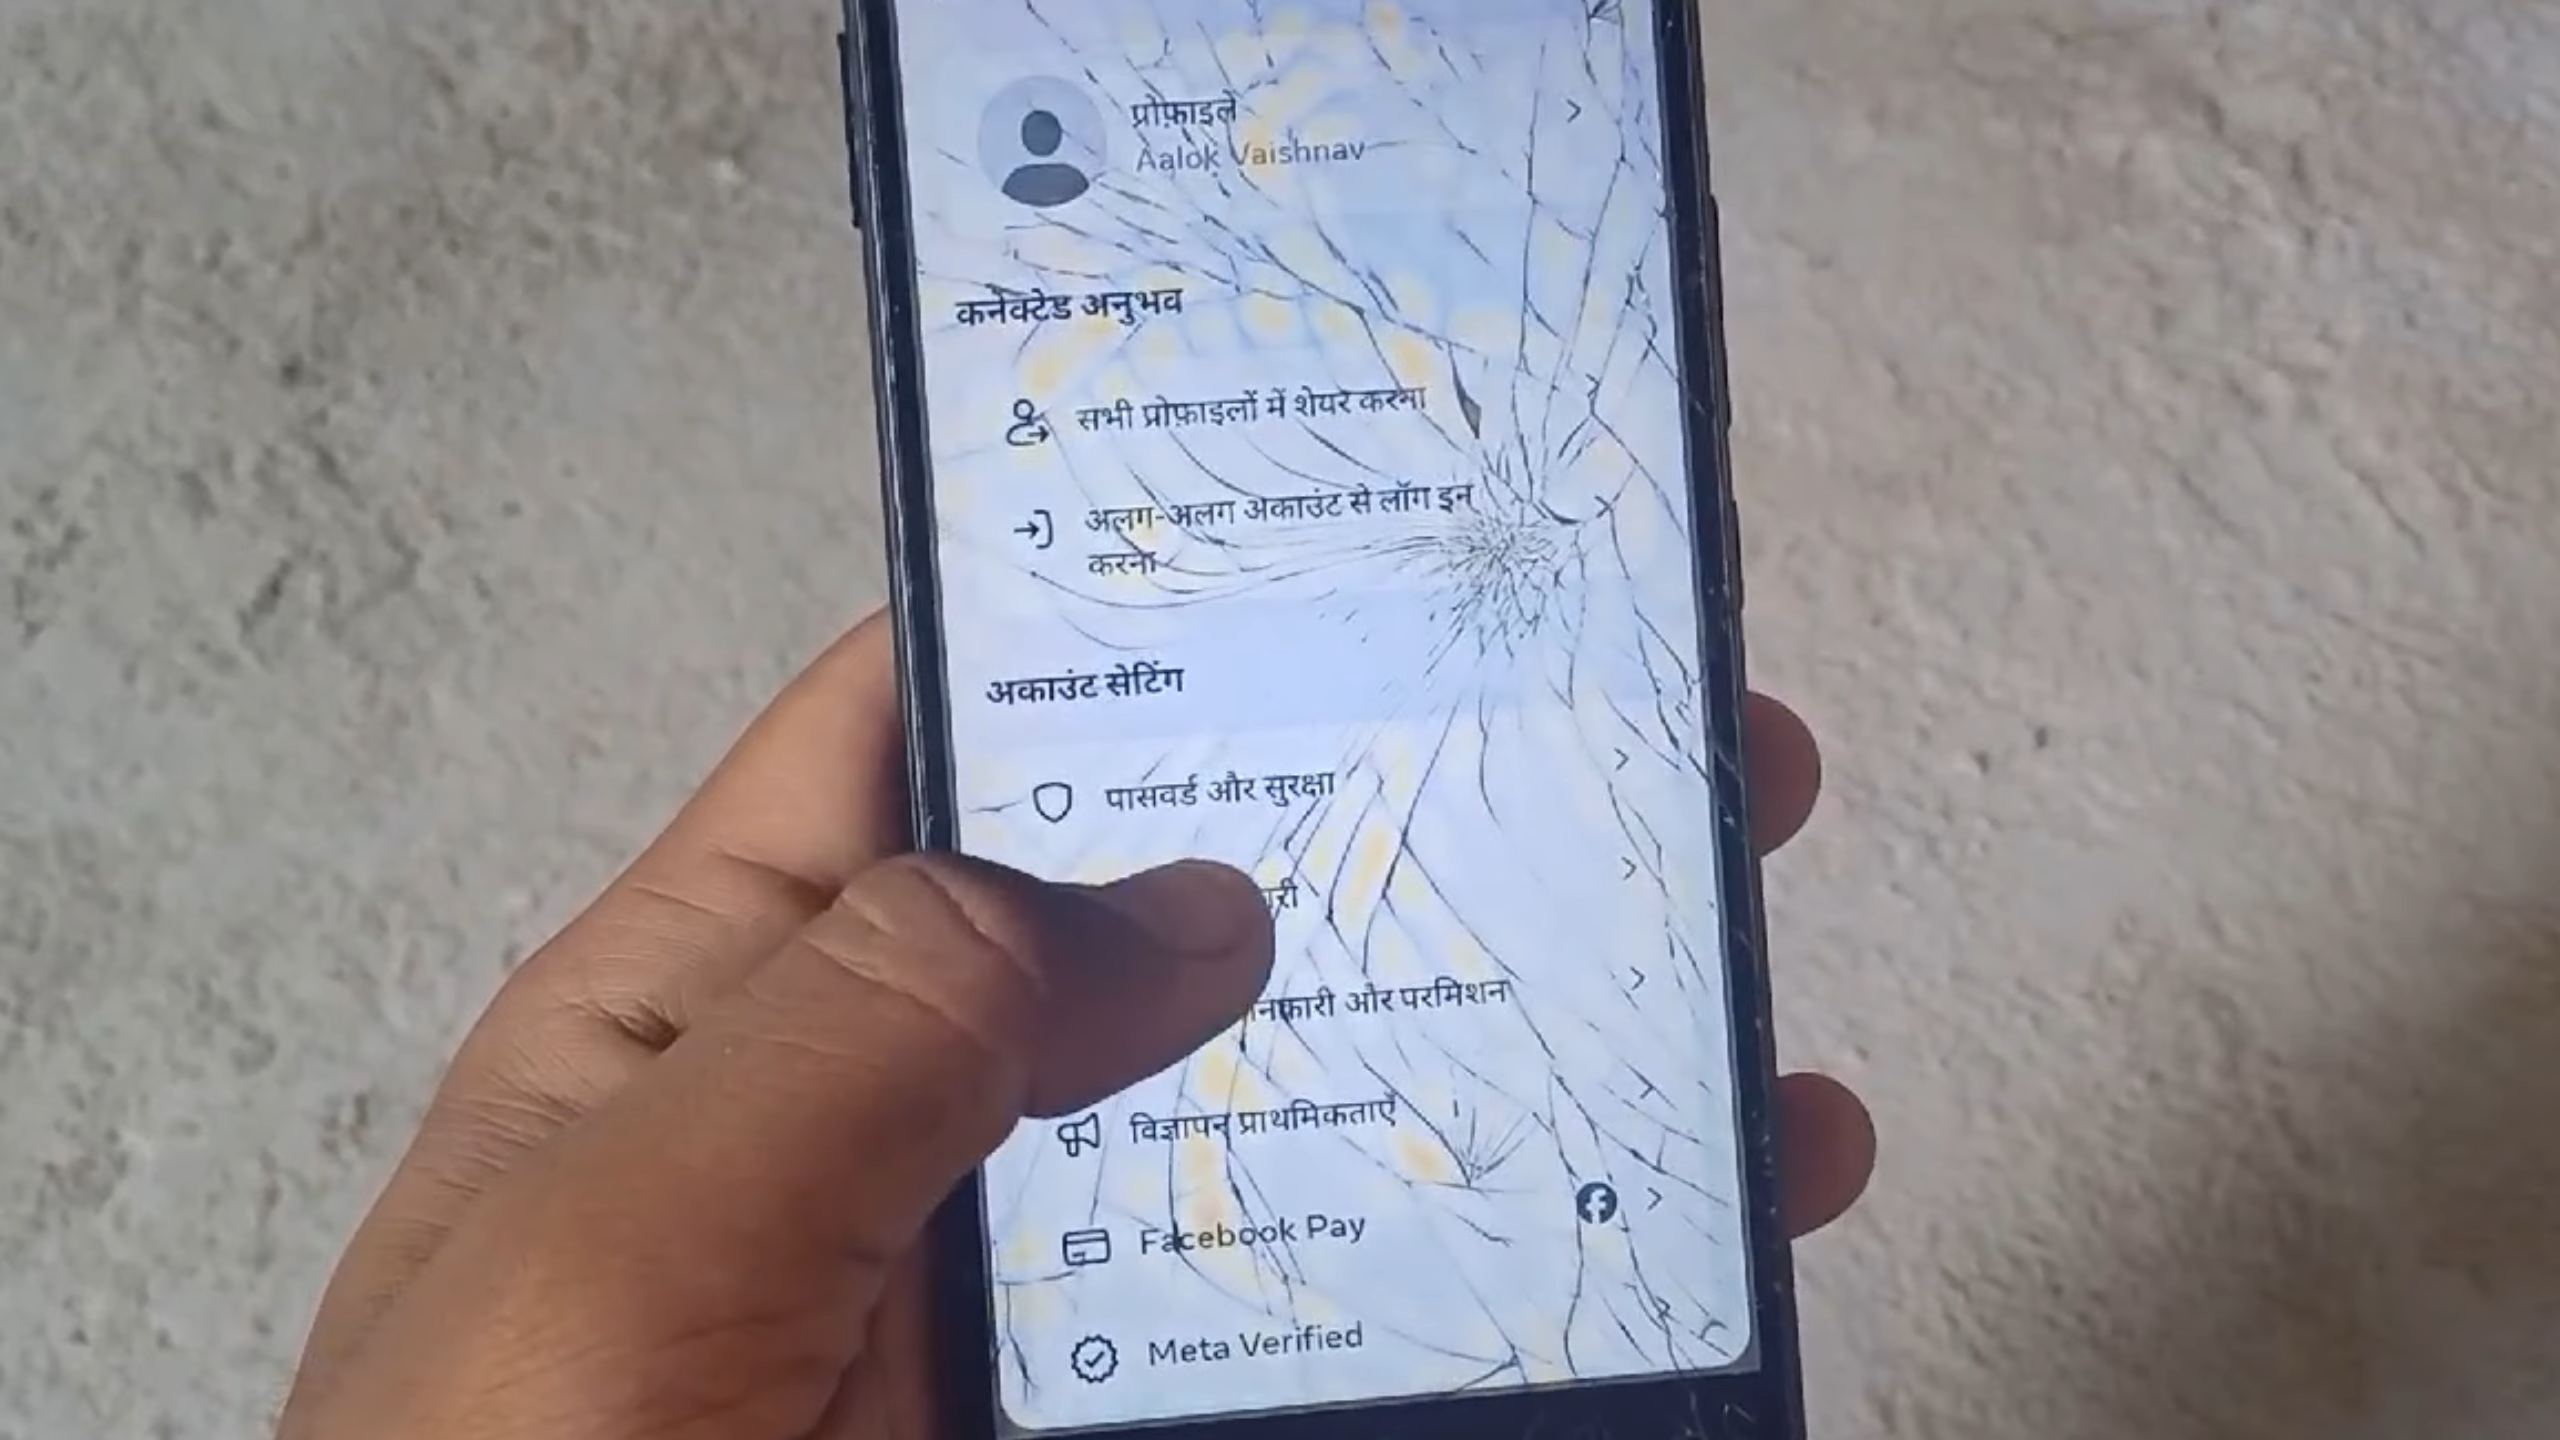 प्रोफ़ाइलें
Aalok Vaishnav
कनेक्टेड अनुभव
सभी प्रोफ़ाइलों में शेयर करना
अलग-अलग अकाउंट से लॉग इन
करना
अकाउंट सेटिंग
पासवर्ड और सुरक्षा
और परमिशन
विज्ञापन प्राथमिकताएँ
Facebook Pay
Meta Verified